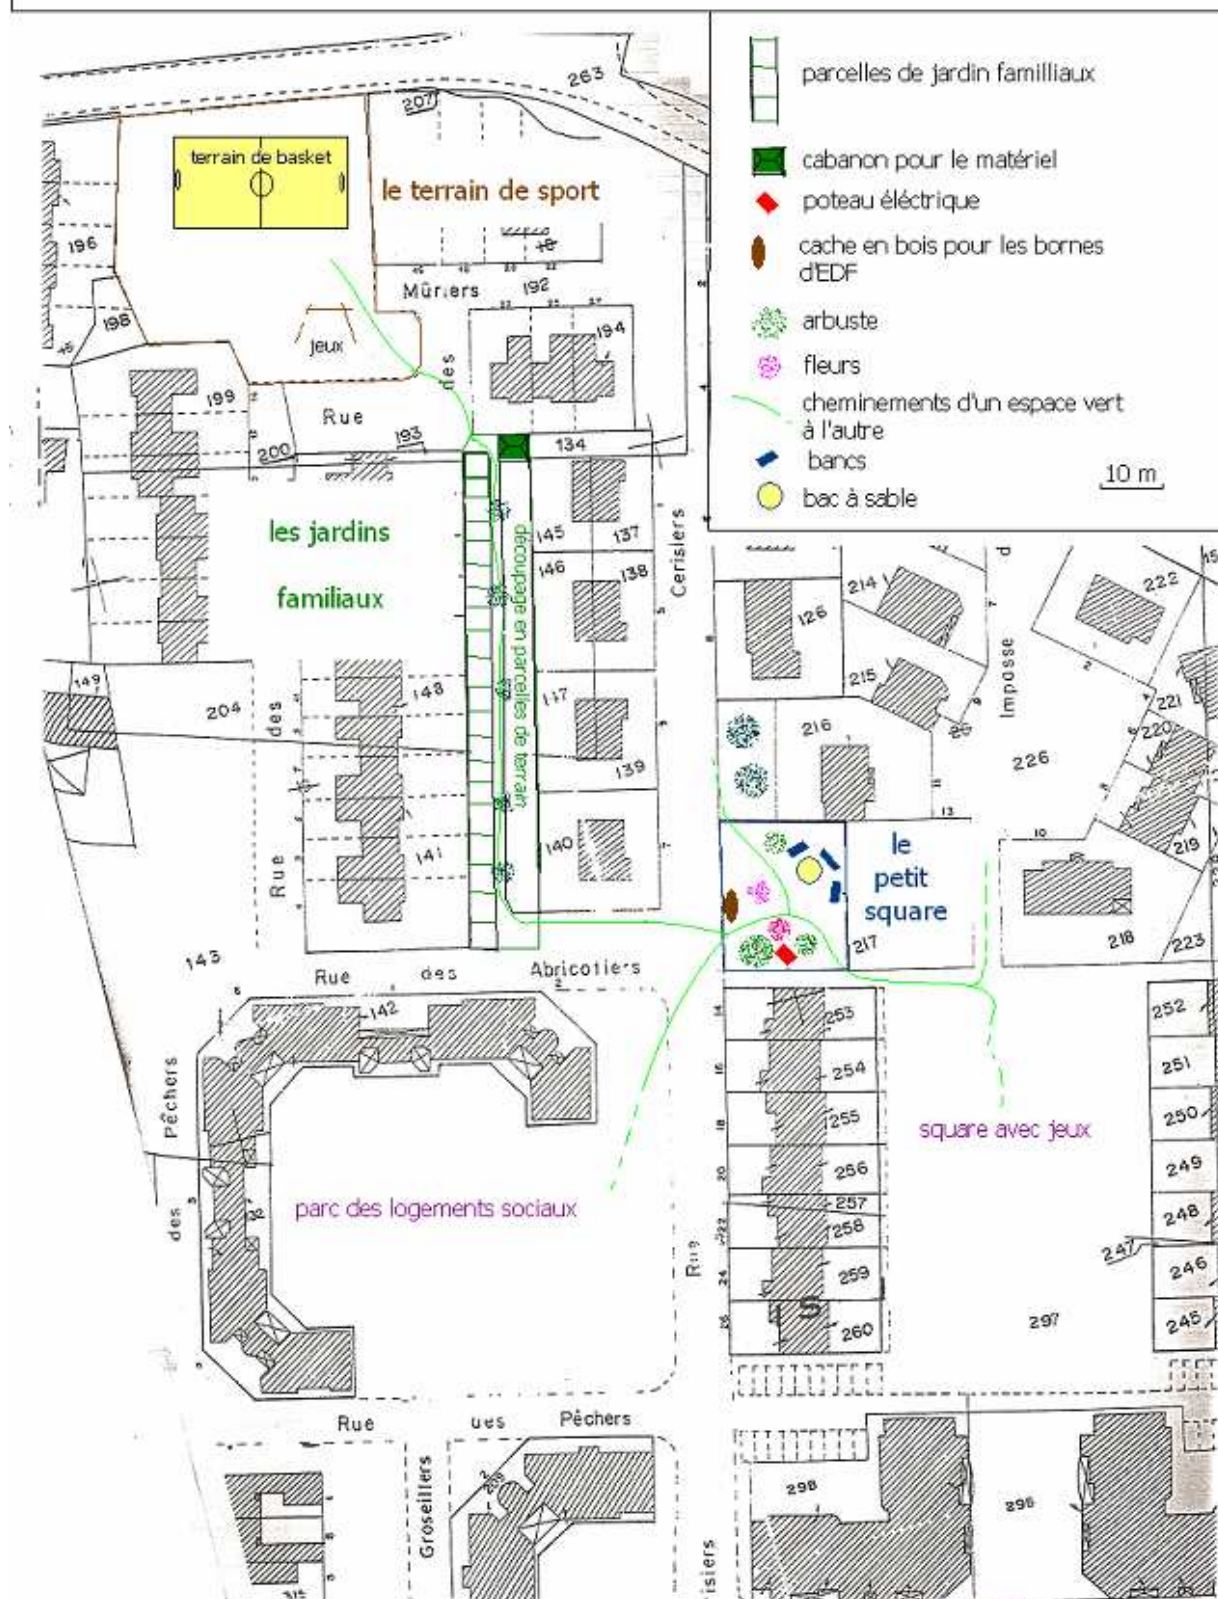 parcelles de jardin familliaux
cabanon pour le matériel
poteau éléctrique
cache en bois pour les bornes
d'EDF
arbuste
fleurs
cheminements d'un espace vert
à l'autre
bancs
10 m
bac à sable
263
207
terrain de basket
le terrain de sport
196
198
Mûriers
192
194
jeux
des
199
Rue
193
200
134
les jardins
familiaux
découpage en parcelles de terrain
145
137
146
138
Cerisiers
214
222
126
215
Impasse
149
204
des
148
147
139
216
221
220
226
219
Rue
141
140
le
petit
square
217
218
223
143
Rue des Abricotiers
142
253
252
254
251
255
250
Pêchers
des
square avec jeux
256
249
257
258
248
247
parc des logements sociaux
Rue
259
246
260
245
297
Rue
Pêchers
Groseillers
209
298
296
isiers
315